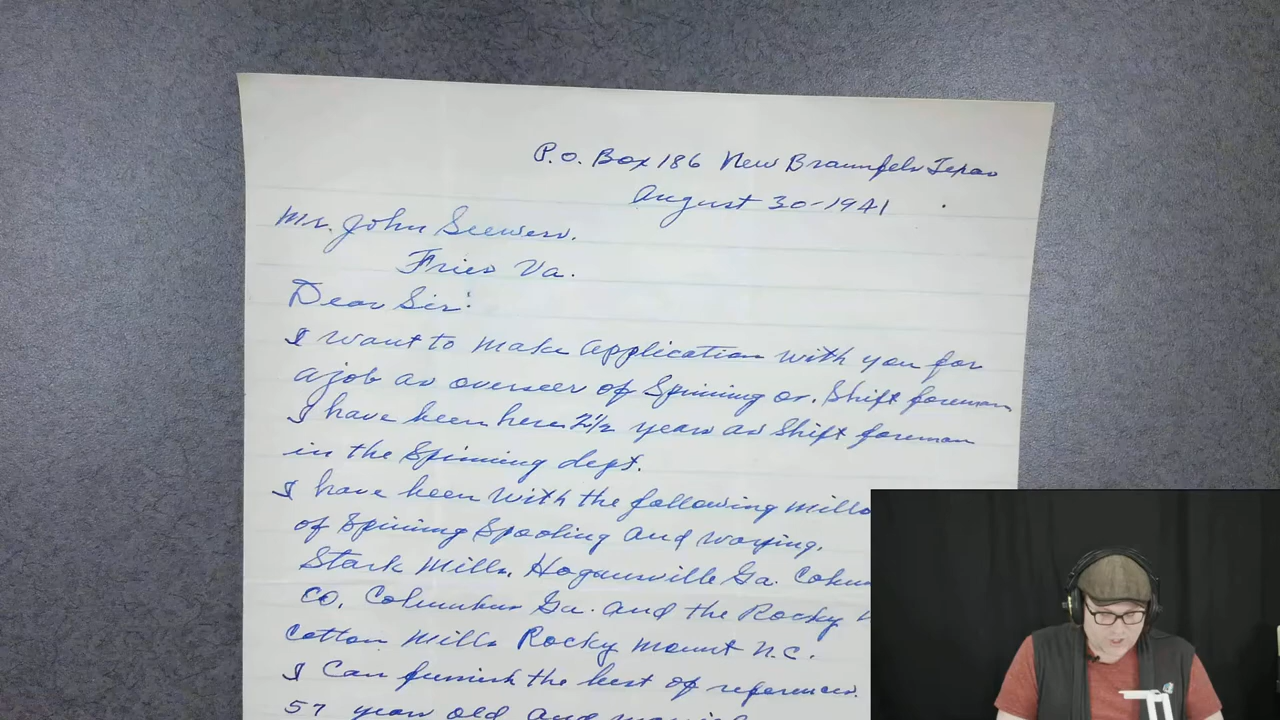 P.O. Box 186 New Braunfels Texas
August 30-1941
Mr. John Seewers.
Fries Va.
Dear Sir:
I want to make application with you for
a job as overseer of Spinning or. Shift foreman
I have been here 2 1/2 years as Shift foreman
in the Spinning dept.
I have been with the following mills
of Spinning Spooling and warping.
Stark Mills. Hogansville Ga.
Co. Columbus Ga. and the Rocky
Cotton Mills Rocky Mount N.C.
I can furnish the best of references.
57 year old and